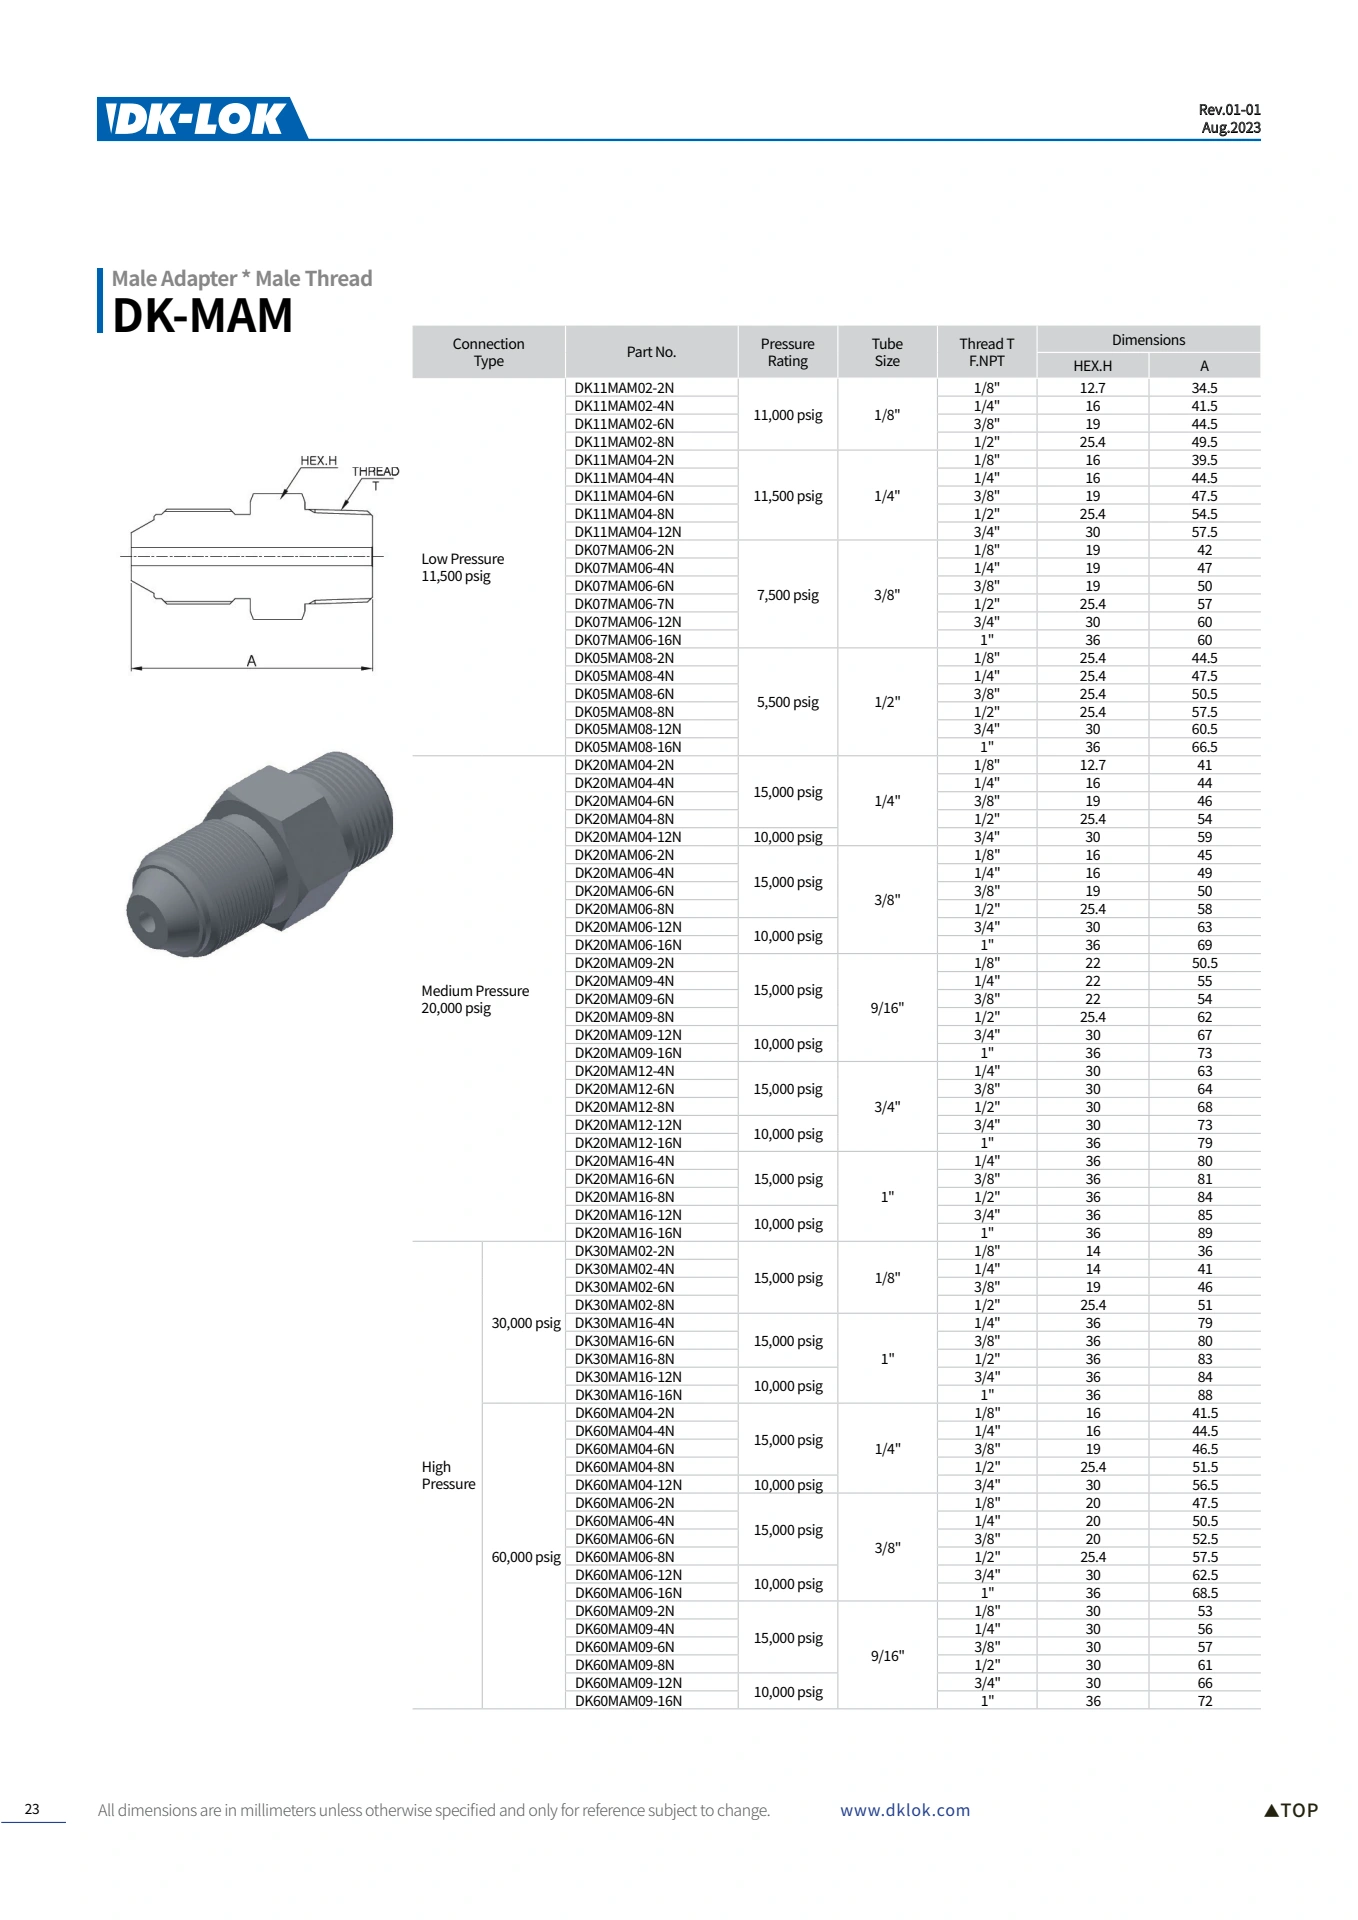 DK-LOK
Rev.01-01
Aug.2023
Male Adapter * Male Thread
DK-MAM
HEX.H
THREAD
T
A
Connection Type Part No. Pressure Rating Tube Size Thread T F.NPT Dimensions
HEX.H A
Low Pressure
11,500 psig
DK11MAM02-2N 11,000 psig 1/8" 1/8" 12.7 34.5
DK11MAM02-4N 1/4" 16 41.5
DK11MAM02-6N 3/8" 19 44.5
DK11MAM02-8N 1/2" 25.4 49.5
DK11MAM04-2N 11,500 psig 1/4" 1/8" 16 39.5
DK11MAM04-4N 1/4" 16 44.5
DK11MAM04-6N 3/8" 19 47.5
DK11MAM04-8N 1/2" 25.4 54.5
DK11MAM04-12N 3/4" 30 57.5
DK07MAM06-2N 7,500 psig 3/8" 1/8" 19 42
DK07MAM06-4N 1/4" 19 47
DK07MAM06-6N 3/8" 19 50
DK07MAM06-7N 1/2" 25.4 57
DK07MAM06-12N 3/4" 30 60
DK07MAM06-16N 1" 36 60
DK05MAM08-2N 5,500 psig 1/2" 1/8" 25.4 44.5
DK05MAM08-4N 1/4" 25.4 47.5
DK05MAM08-6N 3/8" 25.4 50.5
DK05MAM08-8N 1/2" 25.4 57.5
DK05MAM08-12N 3/4" 30 60.5
DK05MAM08-16N 1" 36 66.5
Medium Pressure
20,000 psig
DK20MAM04-2N 15,000 psig 1/4" 1/8" 12.7 41
DK20MAM04-4N 1/4" 16 44
DK20MAM04-6N 3/8" 19 46
DK20MAM04-8N 1/2" 25.4 54
DK20MAM04-12N 10,000 psig 3/4" 30 59
DK20MAM06-2N 15,000 psig 3/8" 1/8" 16 45
DK20MAM06-4N 1/4" 16 49
DK20MAM06-6N 3/8" 19 50
DK20MAM06-8N 1/2" 25.4 58
DK20MAM06-12N 10,000 psig 3/4" 30 63
DK20MAM06-16N 1" 36 69
DK20MAM09-2N 15,000 psig 9/16" 1/8" 22 50.5
DK20MAM09-4N 1/4" 22 55
DK20MAM09-6N 3/8" 22 54
DK20MAM09-8N 1/2" 25.4 62
DK20MAM09-12N 10,000 psig 3/4" 30 67
DK20MAM09-16N 1" 36 73
DK20MAM12-4N 15,000 psig 3/4" 1/4" 30 63
DK20MAM12-6N 3/8" 30 64
DK20MAM12-8N 1/2" 30 68
DK20MAM12-12N 10,000 psig 3/4" 30 73
DK20MAM12-16N 1" 36 79
DK20MAM16-4N 15,000 psig 1" 1/4" 36 80
DK20MAM16-6N 3/8" 36 81
DK20MAM16-8N 1/2" 36 84
DK20MAM16-12N 10,000 psig 3/4" 36 85
DK20MAM16-16N 1" 36 89
High
Pressure
30,000 psig
DK30MAM02-2N 15,000 psig 1/8" 1/8" 14 36
DK30MAM02-4N 1/4" 14 41
DK30MAM02-6N 3/8" 19 46
DK30MAM02-8N 1/2" 25.4 51
DK30MAM16-4N 15,000 psig 1" 1/4" 36 79
DK30MAM16-6N 3/8" 36 80
DK30MAM16-8N 1/2" 36 83
DK30MAM16-12N 10,000 psig 3/4" 36 84
DK30MAM16-16N 1" 36 88
60,000 psig
DK60MAM04-2N 15,000 psig 1/4" 1/8" 16 41.5
DK60MAM04-4N 1/4" 16 44.5
DK60MAM04-6N 3/8" 19 46.5
DK60MAM04-8N 1/2" 25.4 51.5
DK60MAM04-12N 10,000 psig 3/4" 30 56.5
DK60MAM06-2N 15,000 psig 3/8" 1/8" 20 47.5
DK60MAM06-4N 1/4" 20 50.5
DK60MAM06-6N 3/8" 20 52.5
DK60MAM06-8N 1/2" 25.4 57.5
DK60MAM06-12N 10,000 psig 3/4" 30 62.5
DK60MAM06-16N 1" 36 68.5
DK60MAM09-2N 15,000 psig 9/16" 1/8" 30 53
DK60MAM09-4N 1/4" 30 56
DK60MAM09-6N 3/8" 30 57
DK60MAM09-8N 1/2" 30 61
DK60MAM09-12N 10,000 psig 3/4" 30 66
DK60MAM09-16N 1" 36 72
23 All dimensions are in millimeters unless otherwise specified and only for reference subject to change. www.dklok.com ▲TOP